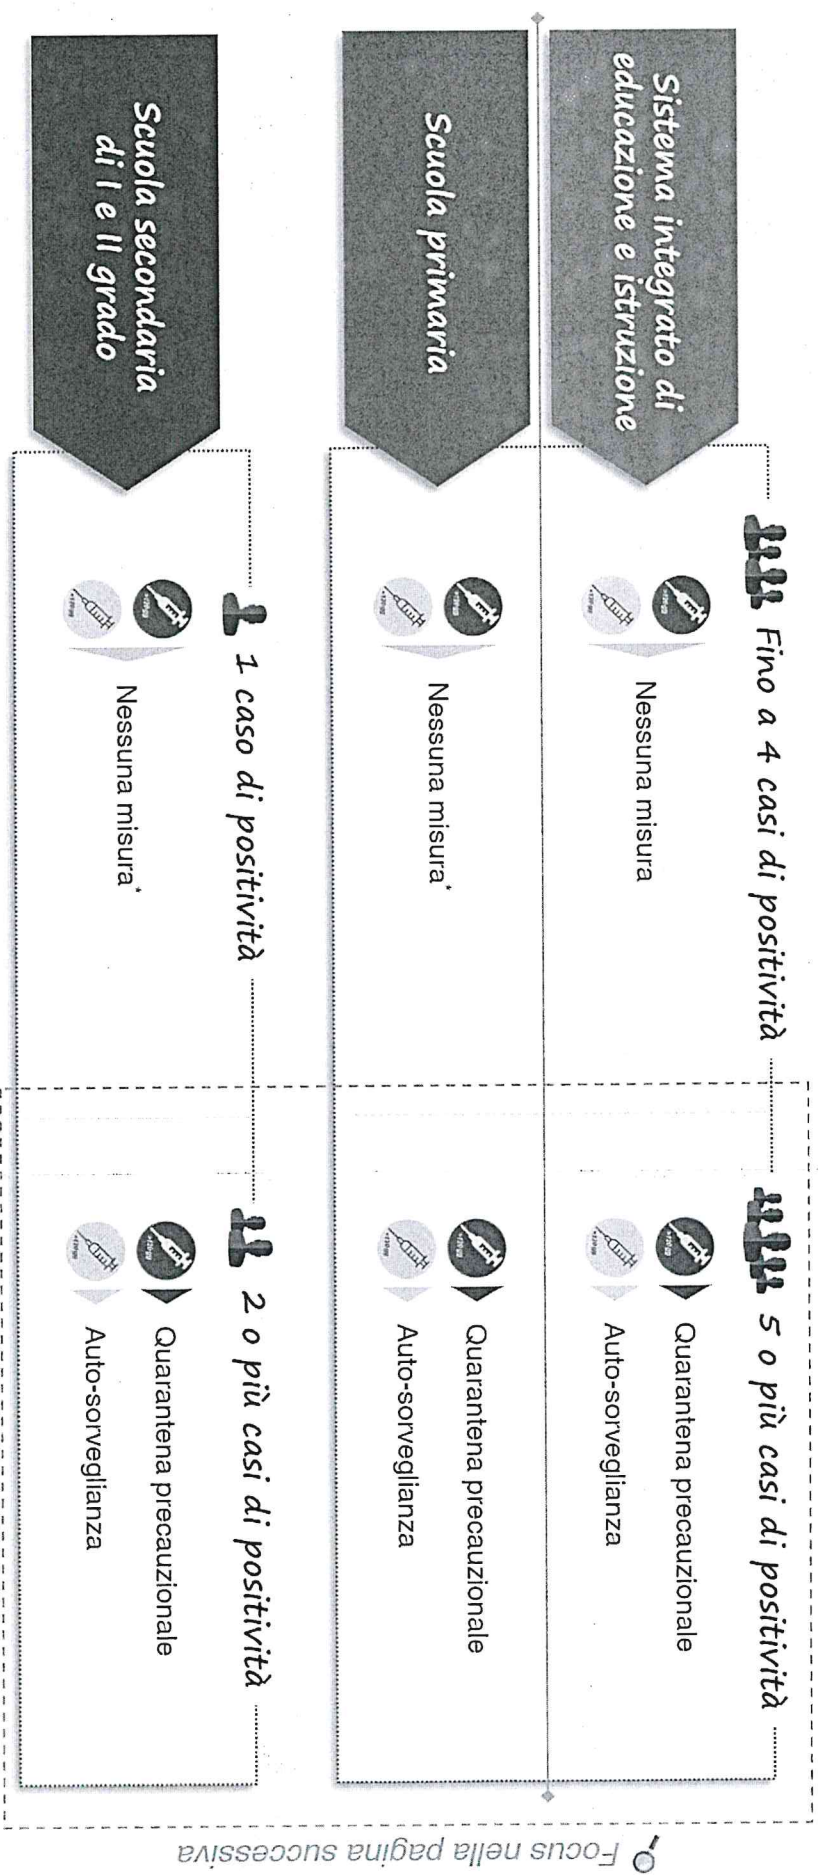 Fino a 4 casi di positività
5 o più casi di positività
Sistema integrato di
educazione e istruzione
Nessuna misura
Quarantena precauzionale
Auto-sorveglianza
Scuola primaria
Nessuna misura*
Quarantena precauzionale
Auto-sorveglianza
1 caso di positività
2 o più casi di positività
Scuola secondaria
di I e II grado
Nessuna misura*
Quarantena precauzionale
Auto-sorveglianza
Focus nella pagina successiva